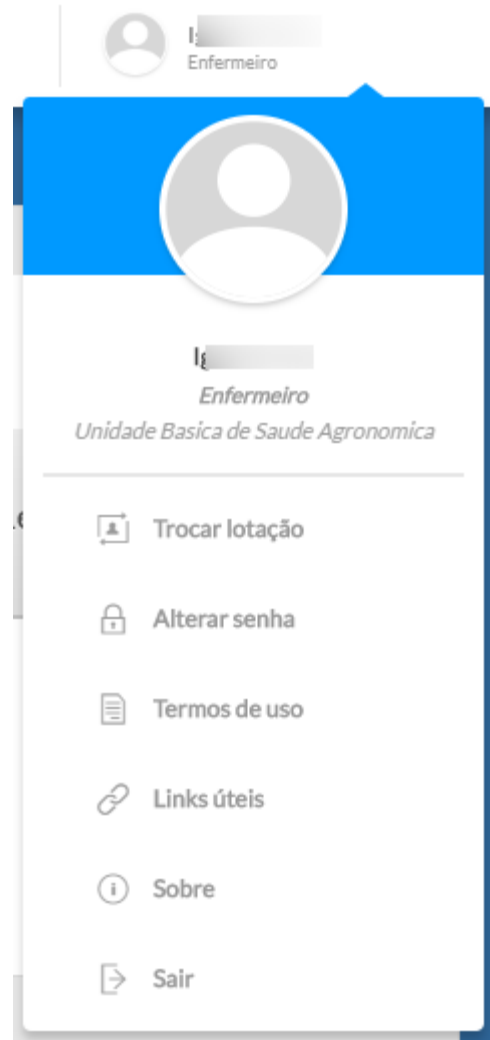 Enfermeiro
Enfermeiro
Unidade Basica de Saude Agronomica
Trocar lotação
Alterar senha
Termos de uso
Links úteis
Sobre
Sair